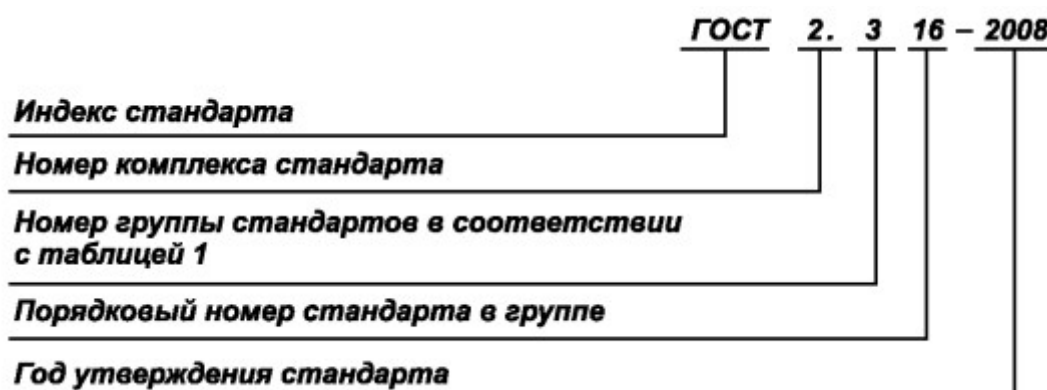 ГОСТ 2. 3 16 – 2008
Индекс стандарта
Номер комплекса стандарта
Номер группы стандартов в соответствии
с таблицей 1
Порядковый номер стандарта в группе
Год утверждения стандарта